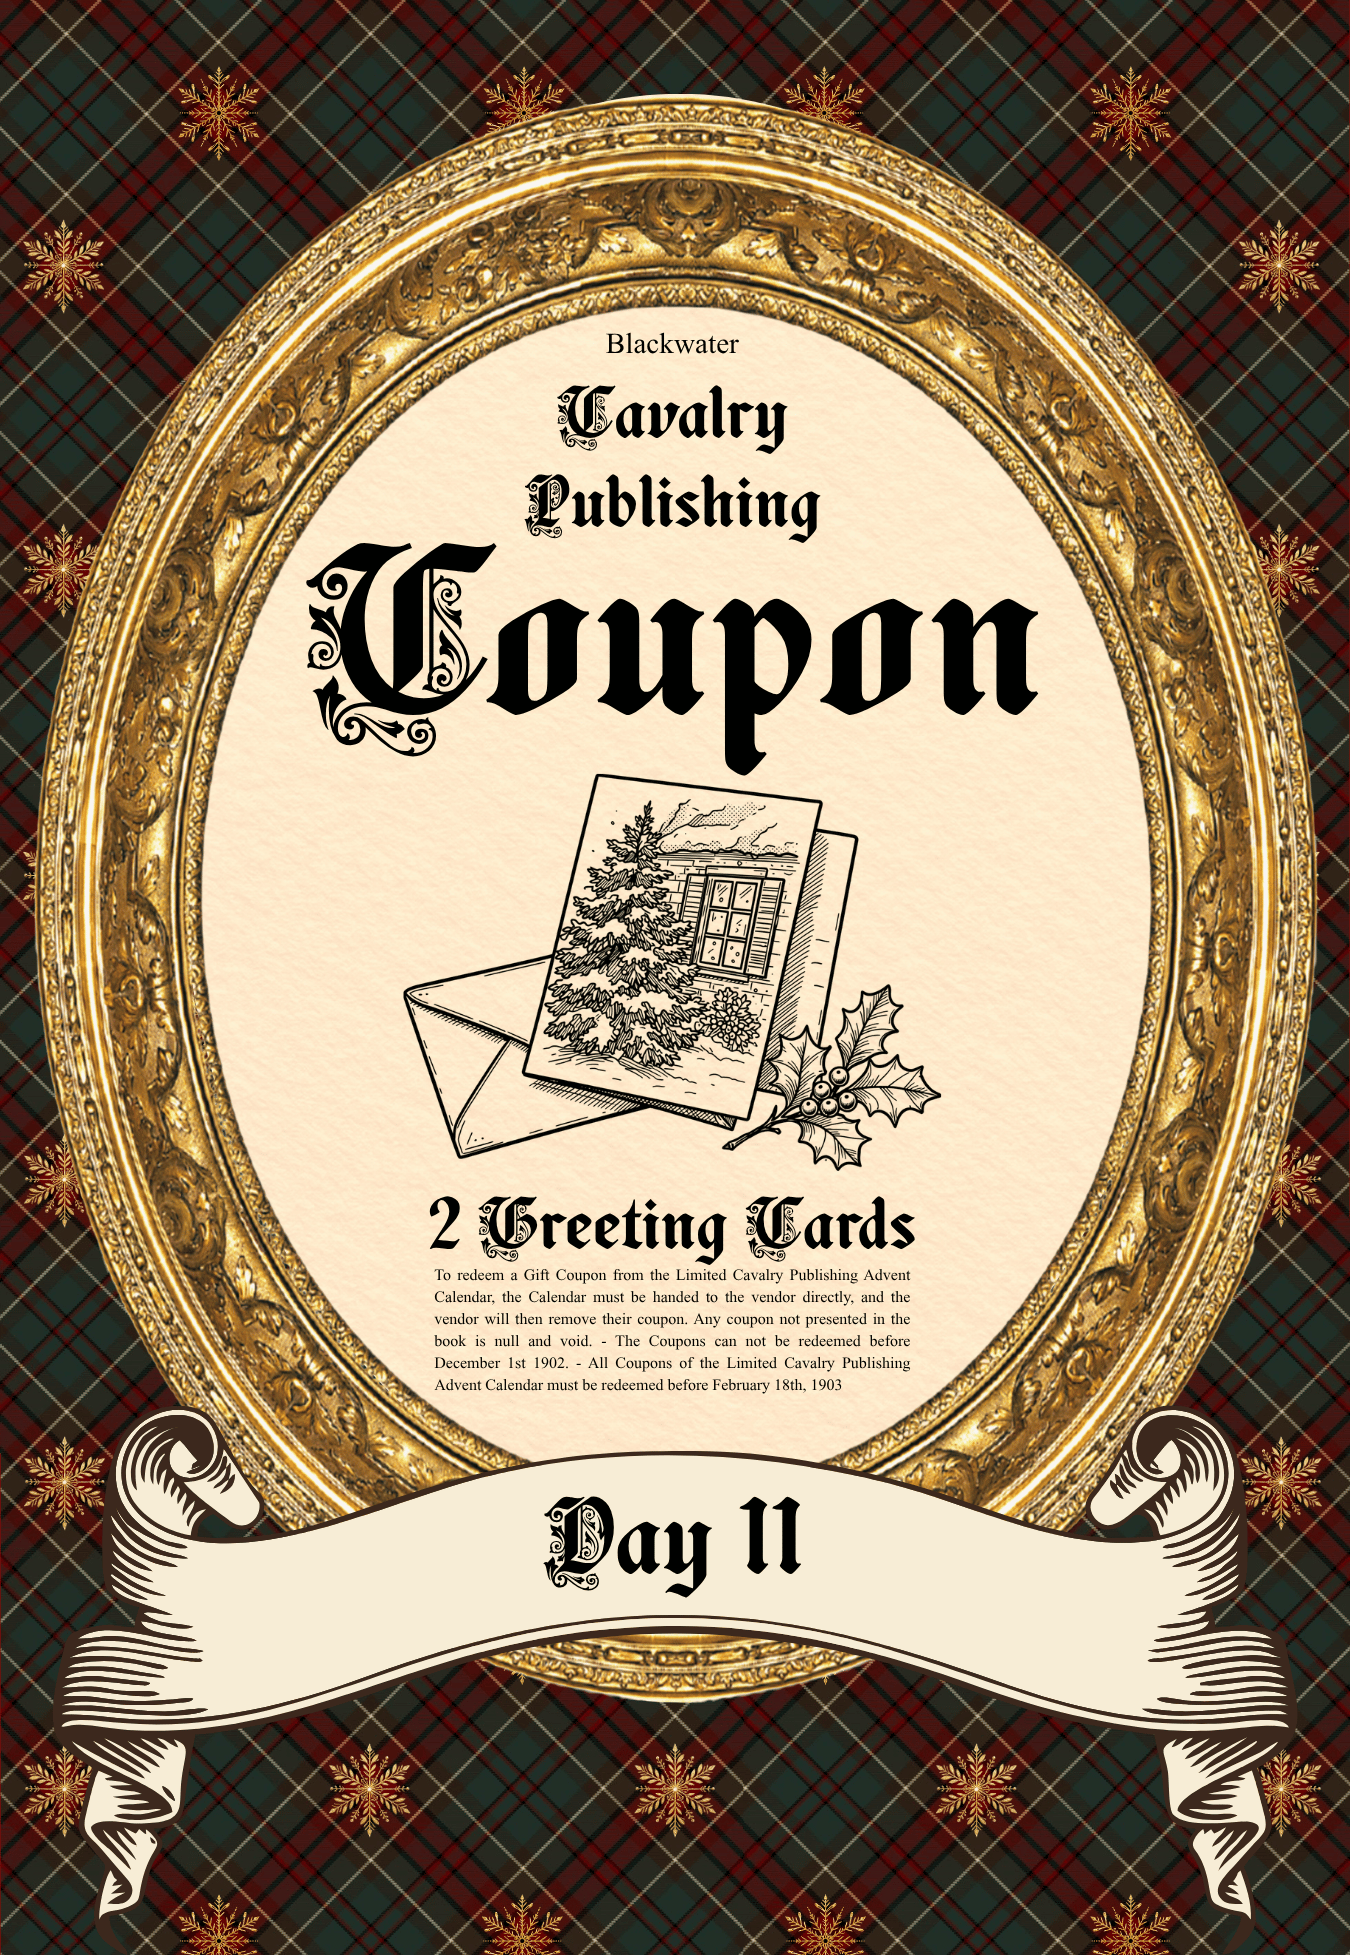 Blackwater
Cavalry
Publishing
Coupon
2 Greeting Cards
To redeem a Gift Coupon from the Limited Cavalry Publishing Advent
Calendar, the Calendar must be handed to the vendor directly, and the
vendor will then remove their coupon. Any coupon not presented in the
book is null and void. - The Coupons can not be redeemed before
December 1st 1902. - All Coupons of the Limited Cavalry Publishing
Advent Calendar must be redeemed before February 18th, 1903
Day 11